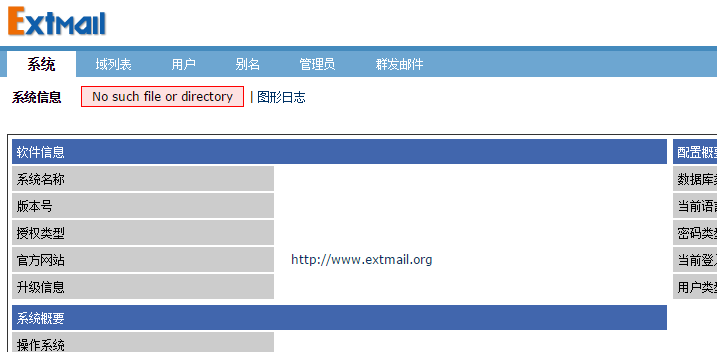 Extmail
系统 域列表 用户 别名 管理员 群发邮件
系统信息 No such file or directory | 图形日志
软件信息 配置概要
系统名称 数据库
版本号 当前语
授权类型 密码类
官方网站 http://www.extmail.org 当前登
升级信息 用户类
系统概要
操作系统